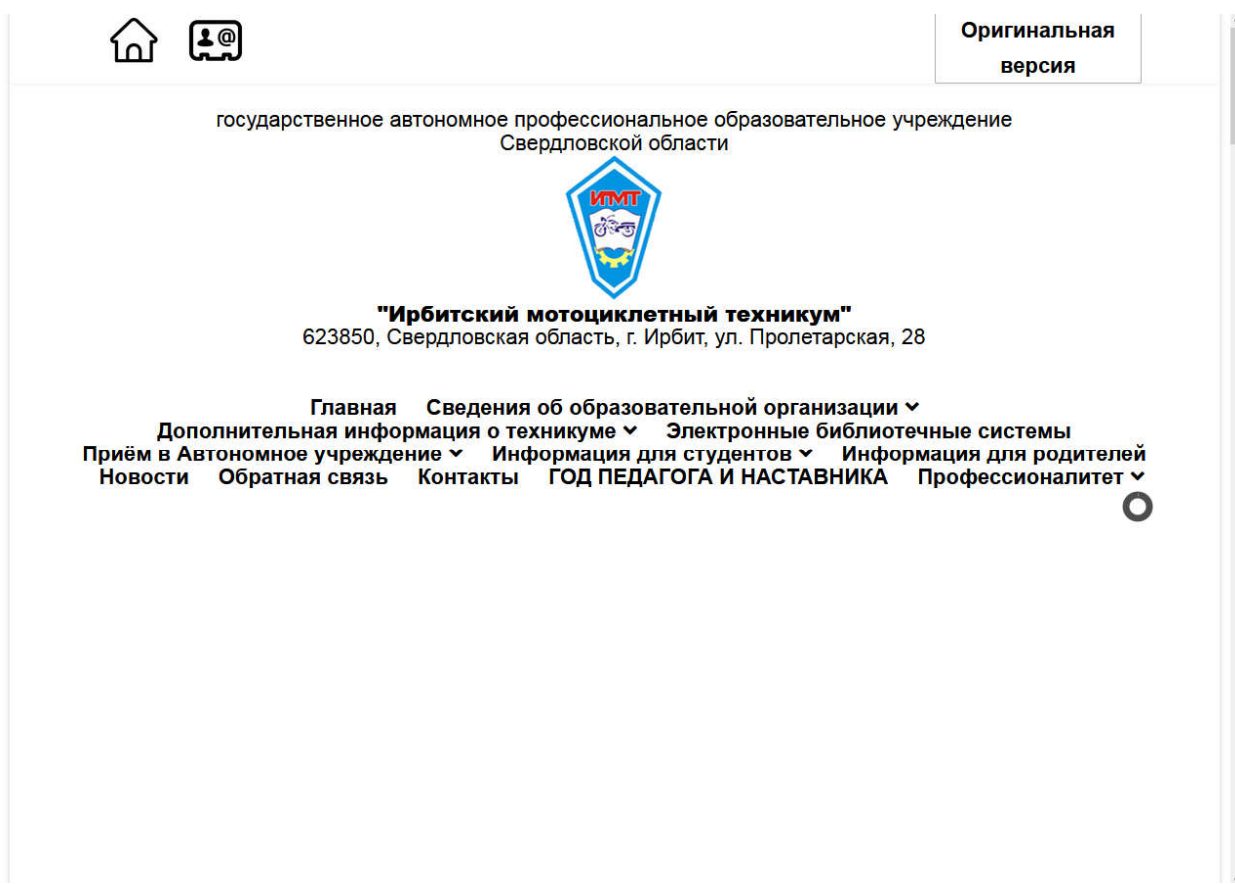 Оригинальная
версия
государственное автономное профессиональное образовательное учреждение
Свердловской области
ИМТ
"Ирбитский мотоциклетный техникум"
623850, Свердловская область, г. Ирбит, ул. Пролетарская, 28
Главная Сведения об образовательной организации
Дополнительная информация о техникуме Электронные библиотечные системы
Приём в Автономное учреждение Информация для студентов Информация для родителей
Новости Обратная связь Контакты ГОД ПЕДАГОГА И НАСТАВНИКА Профессионалитет